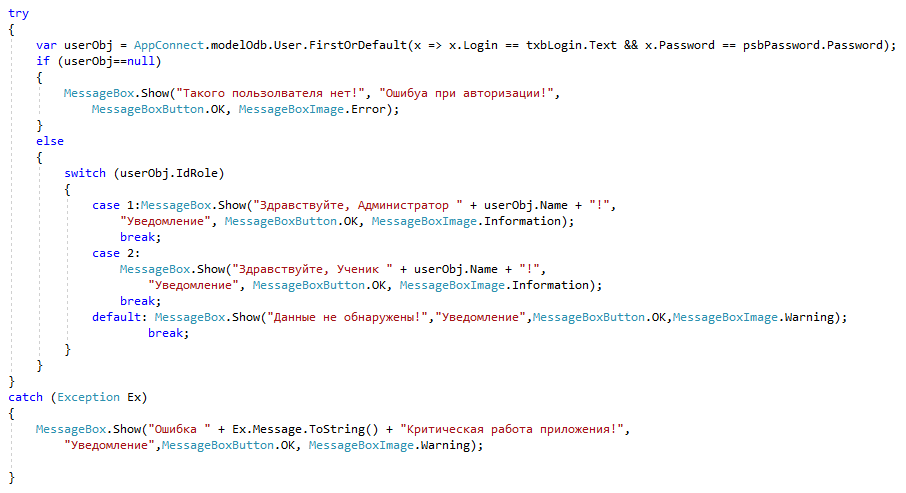 try
{
var userObj = AppConnect.modelOdb.User.FirstOrDefault(x => x.Login == txbLogin.Text && x.Password == psbPassword.Password);
if (userObj==null)
{
MessageBox.Show("Такого пользолвателя нет!", "Ошибуа при авторизации!",
MessageBoxButton.OK, MessageBoxImage.Error);
}
else
{
switch (userObj.IdRole)
{
case 1:MessageBox.Show("Здравствуйте, Администратор " + userObj.Name + "!",
"Уведомление", MessageBoxButton.OK, MessageBoxImage.Information);
break;
case 2:
MessageBox.Show("Здравствуйте, Ученик " + userObj.Name + "!",
"Уведомление", MessageBoxButton.OK, MessageBoxImage.Information);
break;
default: MessageBox.Show("Данные не обнаружены!","Уведомление",MessageBoxButton.OK,MessageBoxImage.Warning);
break;
}
}
}
catch (Exception Ex)
{
MessageBox.Show("Ошибка " + Ex.Message.ToString() + "Критическая работа приложения!",
"Уведомление",MessageBoxButton.OK, MessageBoxImage.Warning);
}